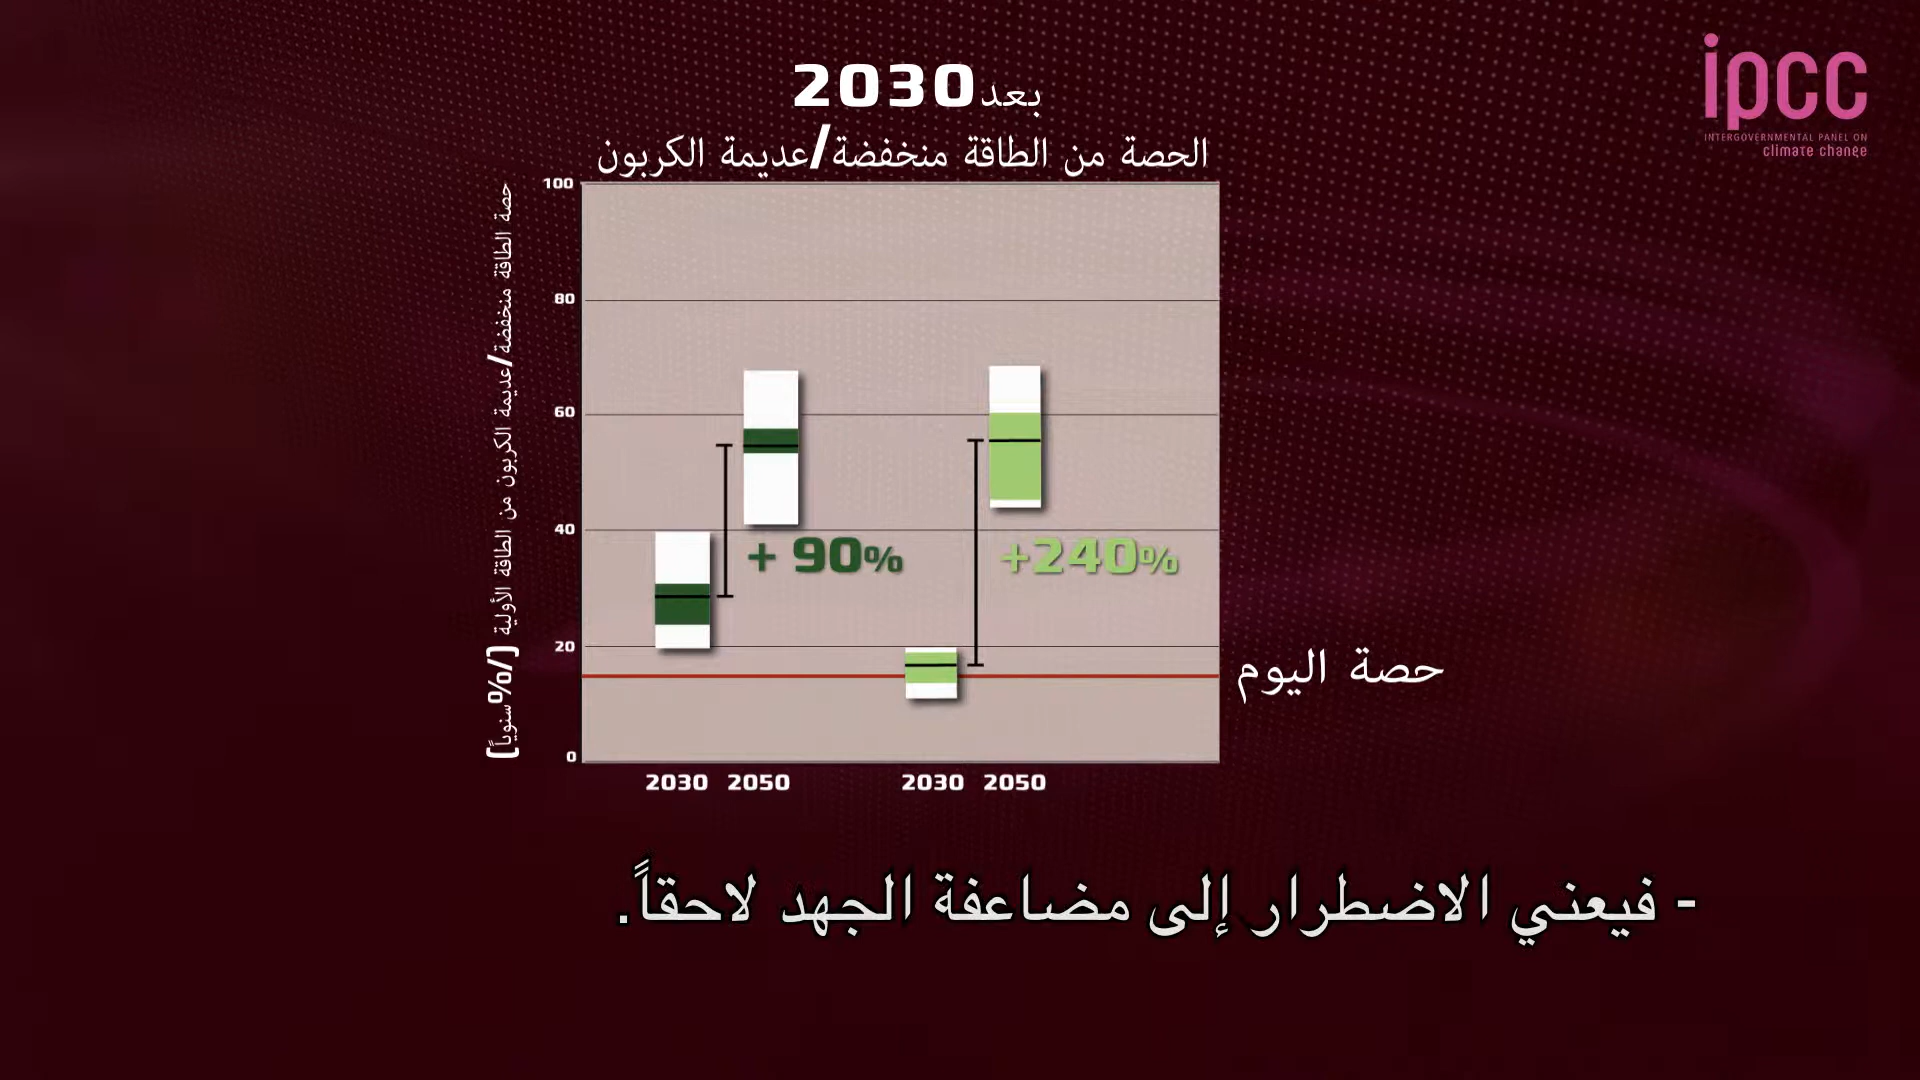 ipcc
INTERGOVERNMENTAL PANEL ON
climate change
بعد 2030
الحصة من الطاقة منخفضة/عديمة الكربون
حصة الطاقة منخفضة/عديمة الكربون من الطاقة الأولية (%/سنوياً)
100
80
60
40
20
0
+ 90%
+240%
حصة اليوم
2030 2050 2030 2050
- فيعني الاضطرار إلى مضاعفة الجهد لاحقاً.